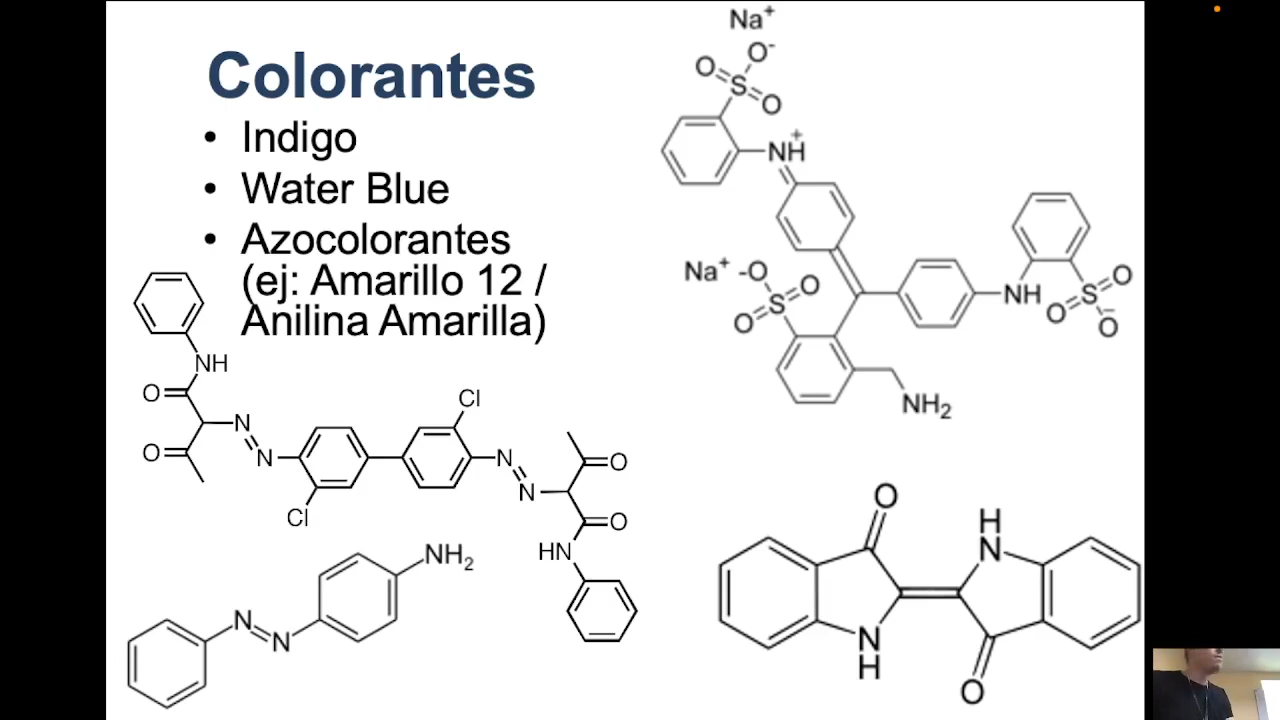 Colorantes
• Indigo
• Water Blue
• Azocolorantes
(ej: Amarillo 12 /
Anilina Amarilla)
Na⁺
O⁻
O
S
O
NH⁺
Na⁺ -O
O
S
O
NH
O
S
O
O⁻
NH₂
NH
O
N
N
O
Cl
Cl
N
N
O
O
HN
NH₂
N
N
O
H
N
N
H
O